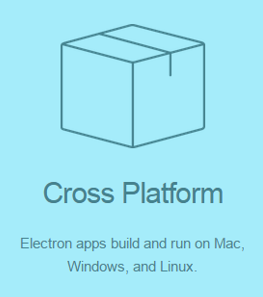 Cross Platform
Electron apps build and run on Mac,
Windows, and Linux.